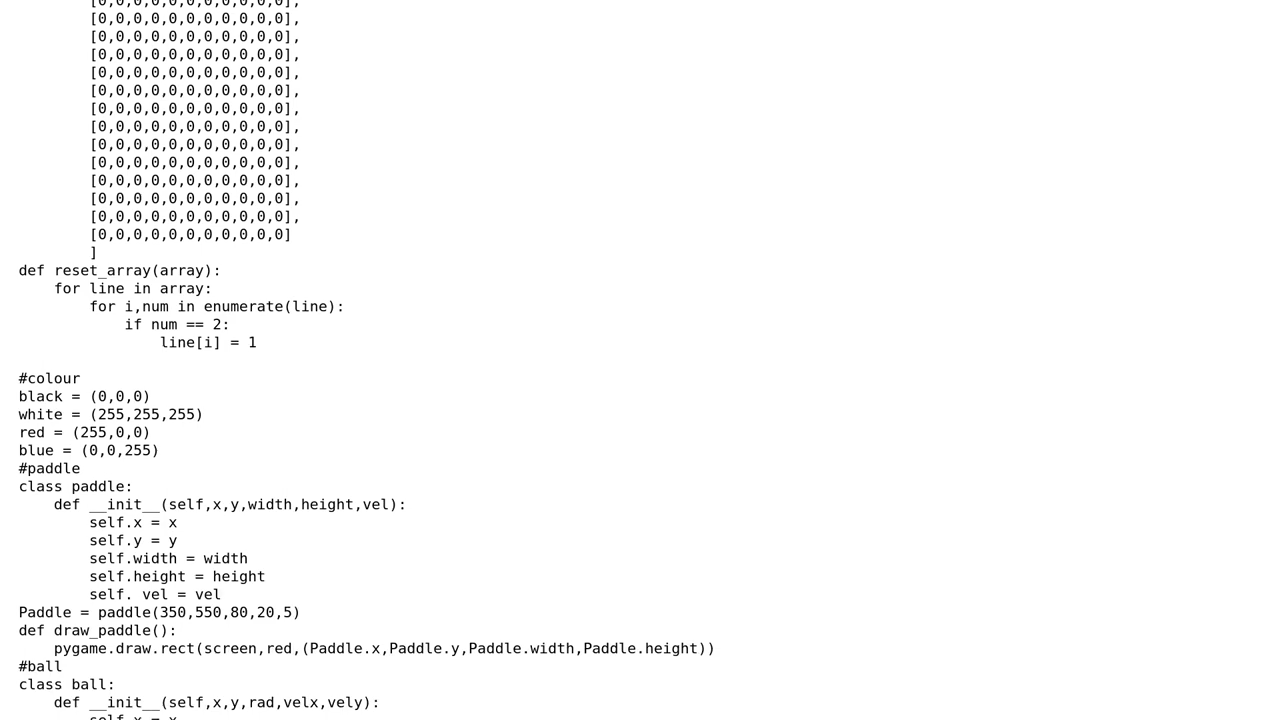 [0,0,0,0,0,0,0,0,0,0,0],
[0,0,0,0,0,0,0,0,0,0,0],
[0,0,0,0,0,0,0,0,0,0,0],
[0,0,0,0,0,0,0,0,0,0,0],
[0,0,0,0,0,0,0,0,0,0,0],
[0,0,0,0,0,0,0,0,0,0,0],
[0,0,0,0,0,0,0,0,0,0,0],
[0,0,0,0,0,0,0,0,0,0,0],
[0,0,0,0,0,0,0,0,0,0,0],
[0,0,0,0,0,0,0,0,0,0,0],
[0,0,0,0,0,0,0,0,0,0,0],
[0,0,0,0,0,0,0,0,0,0,0],
[0,0,0,0,0,0,0,0,0,0,0],
[0,0,0,0,0,0,0,0,0,0,0]
]
def reset_array(array):
    for line in array:
        for i,num in enumerate(line):
            if num == 2:
                line[i] = 1

#colour
black = (0,0,0)
white = (255,255,255)
red = (255,0,0)
blue = (0,0,255)
#paddle
class paddle:
    def __init__(self,x,y,width,height,vel):
        self.x = x
        self.y = y
        self.width = width
        self.height = height
        self. vel = vel
Paddle = paddle(350,550,80,20,5)
def draw_paddle():
    pygame.draw.rect(screen,red,(Paddle.x,Paddle.y,Paddle.width,Paddle.height))
#ball
class ball:
    def __init__(self,x,y,rad,velx,vely):
        self.x = x